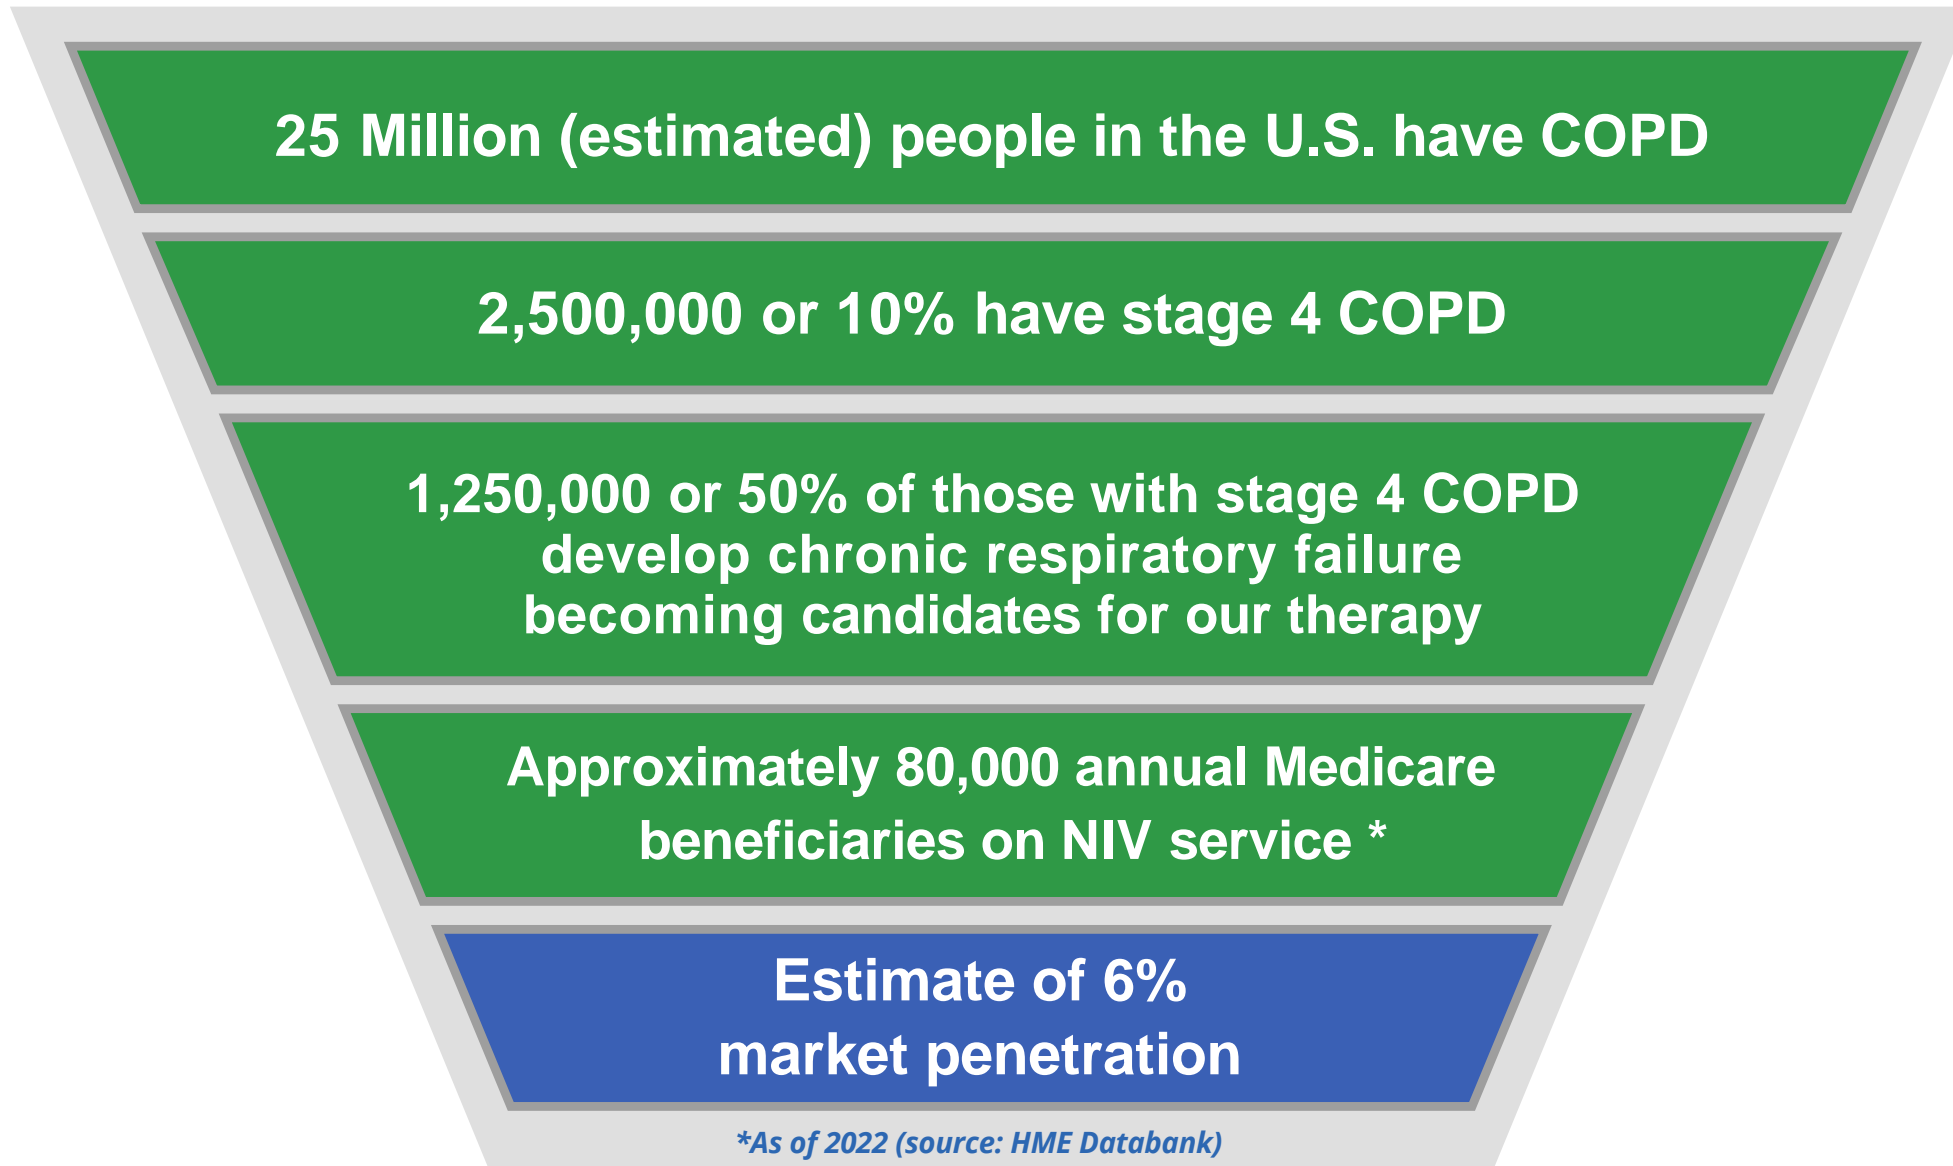 25 Million (estimated) people in the U.S. have COPD
2,500,000 or 10% have stage 4 COPD
1,250,000 or 50% of those with stage 4 COPD
develop chronic respiratory failure
becoming candidates for our therapy
Approximately 80,000 annual Medicare
beneficiaries on NIV service *
Estimate of 6%
market penetration
*As of 2022 (source: HME Databank)